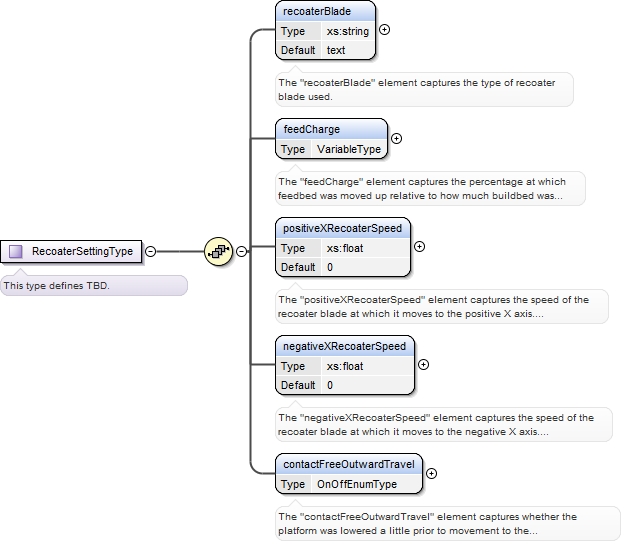 recoaterBlade
Type xs:string
Default text
The "recoaterBlade" element captures the type of recoater
blade used.
feedCharge
Type VariableType
The "feedCharge" element captures the percentage at which
feedbed was moved up relative to how much buildbed was...
RecoaterSettingType
This type defines TBD.
positiveXRecoaterSpeed
Type xs:float
Default 0
The "positiveXRecoaterSpeed" element captures the speed of the
recoater blade at which it moves to the positive X axis....
negativeXRecoaterSpeed
Type xs:float
Default 0
The "negativeXRecoaterSpeed" element captures the speed of the
recoater blade at which it moves to the negative X axis....
contactFreeOutwardTravel
Type OnOffEnumType
The "contactFreeOutwardTravel" element captures whether the
platform was lowered a little prior to movement to the...